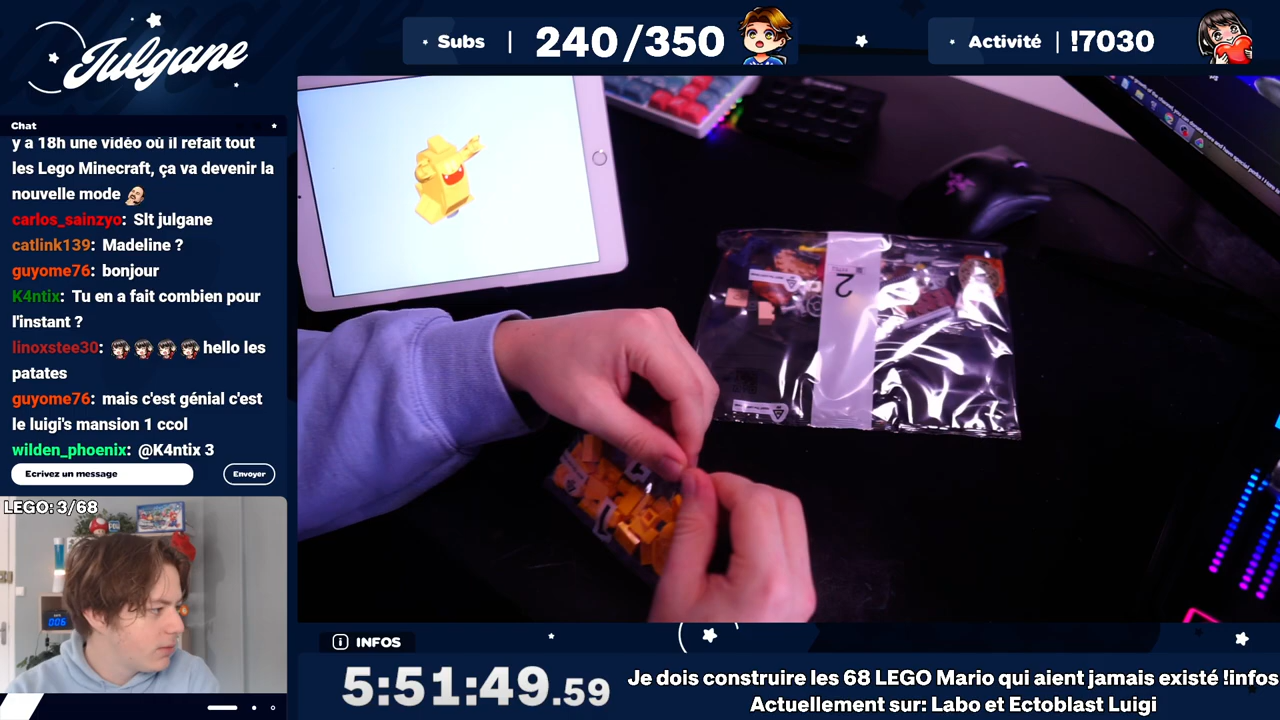 Julgane
Subs | 240/350
Activité | !7030
Chat
y a 18h une vidéo où il refait tout
les Lego Minecraft, ça va devenir la
nouvelle mode
carlos_sainzyo: Slt julgane
catlink139: Madeline ?
guyome76: bonjour
K4ntix: Tu en a fait combien pour
l'instant ?
linoxstee30: hello les
patates
guyome76: mais c'est génial c'est
le luigi's mansion 1 ccol
wilden_phoenix: @K4ntix 3
Ecrivez un message
Envoyer
LEGO: 3/68
006
2
INFOS
5:51:49.59
Je dois construire les 68 LEGO Mario qui aient jamais existé !infos
Actuellement sur: Labo et Ectoblast Luigi